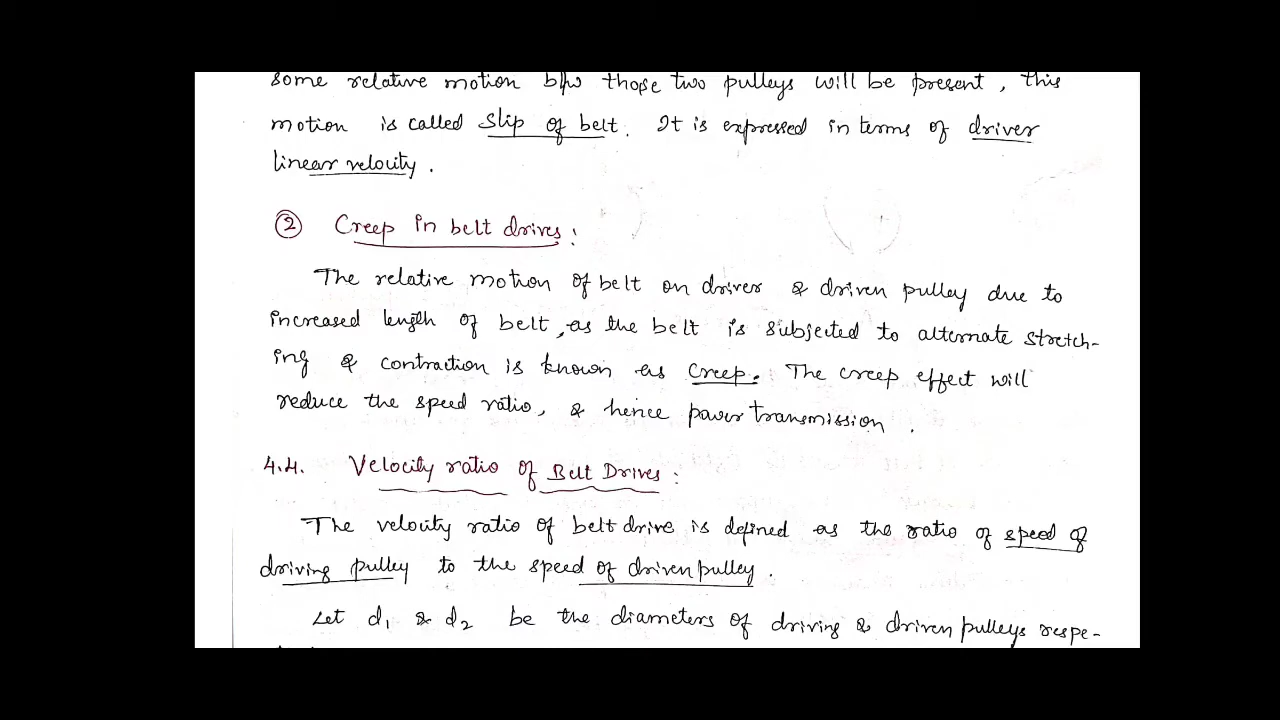 some relative motion b/w those two pulleys will be present, this
motion is called slip of belt. It is expressed in terms of driver
linear velocity.
② Creep in belt drives:
The relative motion of belt on driver & driven pulley due to
increased length of belt, as the belt is subjected to alternate stretch-
ing & contraction is known as creep. The creep effect will
reduce the speed ratio, & hence power transmission.
4.4. Velocity ratio of Belt Drives:
The velocity ratio of belt drive is defined as the ratio of speed of
driving pulley to the speed of driven pulley.
Let d₁ & d₂ be the diameters of driving & driven pulleys respe-